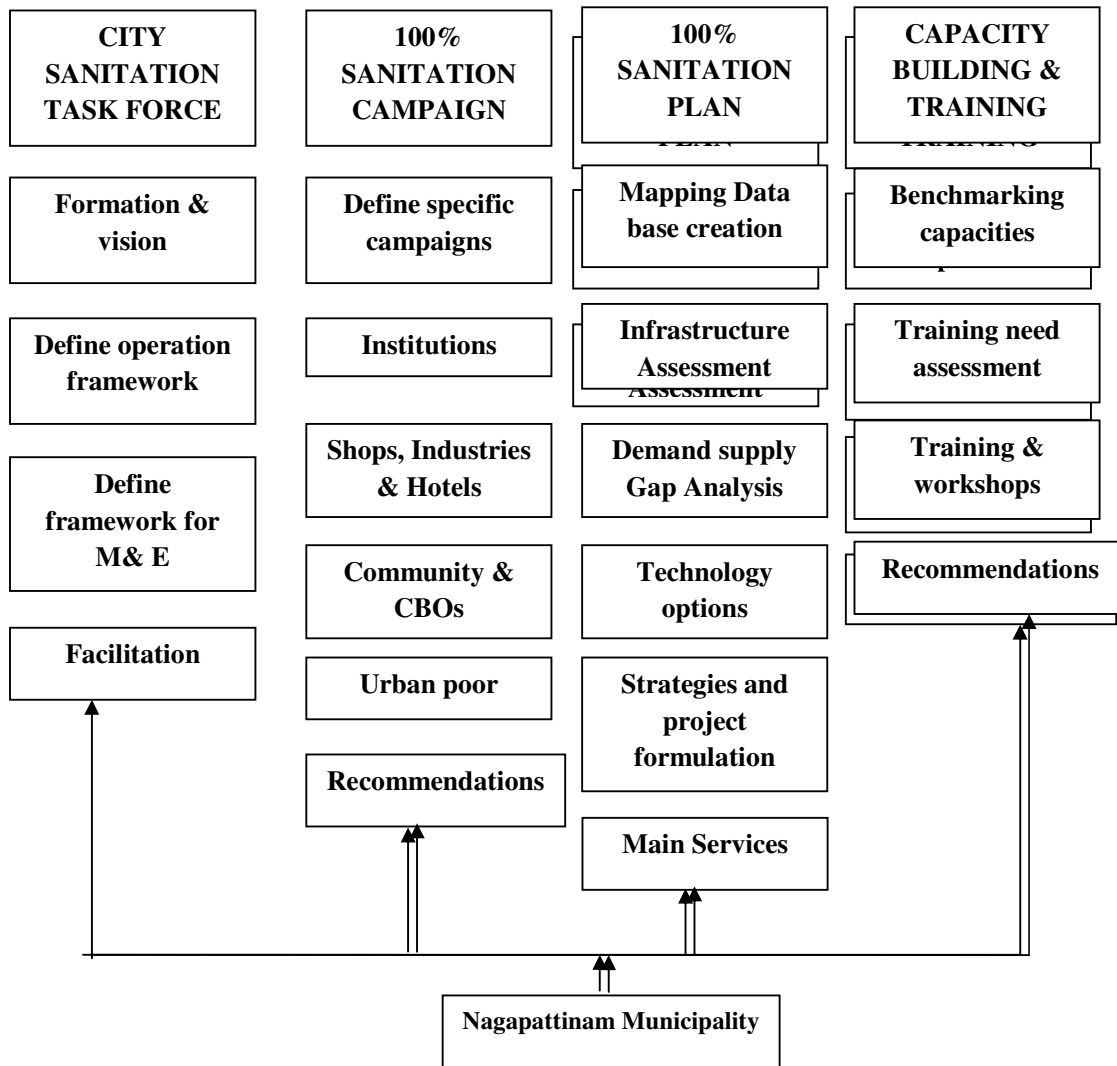 CITY
SANITATION
TASK FORCE
Formation &
vision
Define operation
framework
Define
framework for
M& E
Facilitation
100%
SANITATION
CAMPAIGN
Define specific
campaigns
Institutions
Shops, Industries
& Hotels
Community &
CBOs
Urban poor
Recommendations
100%
SANITATION
PLAN
PLAN
Mapping Data
base creation
Infrastructure
Assessment
Assessment
Demand supply
Gap Analysis
Technology
options
Strategies and
project
formulation
Main Services
CAPACITY
BUILDING &
TRAINING
TRAINING
Benchmarking
capacities
Training need
assessment
Training &
workshops
Recommendations
Nagapattinam Municipality